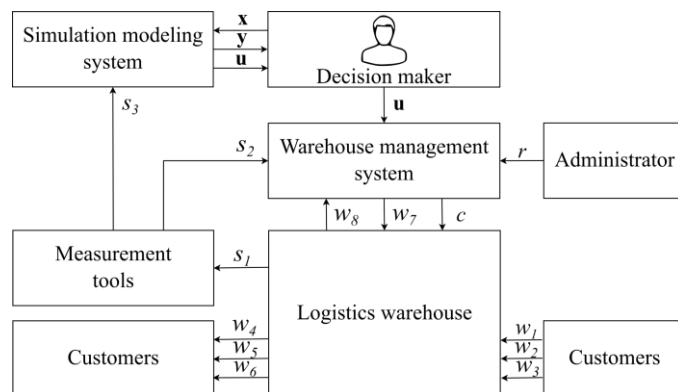 Simulation modeling
system
x
y
u
Decision maker
s3
u
s2
Warehouse management
system
r
Administrator
w8
w7
c
Measurement
tools
s1
Logistics warehouse
Customers
w4
w5
w6
w1
w2
w3
Customers